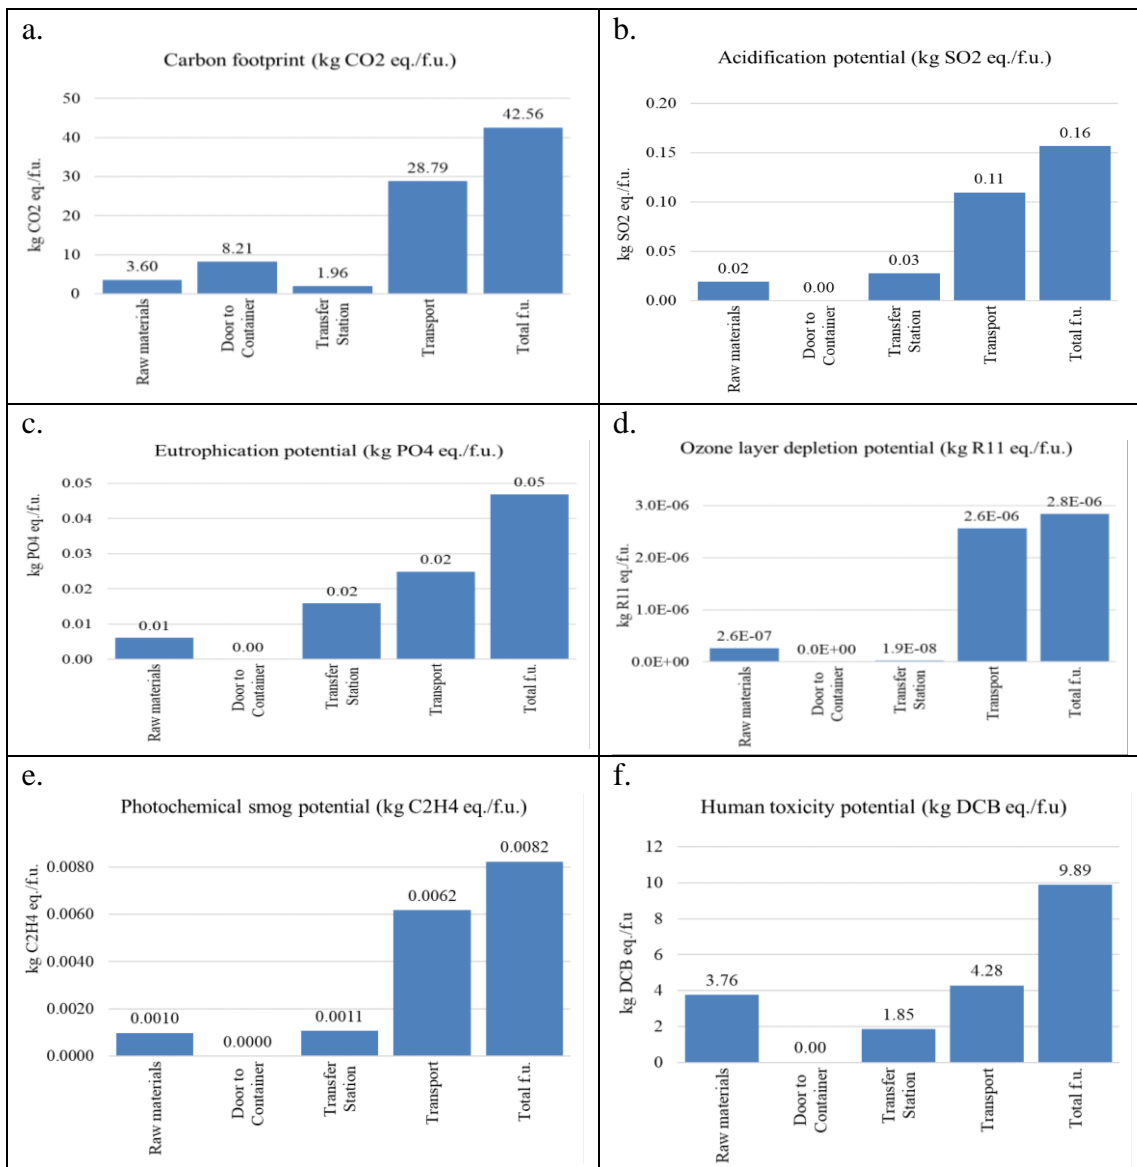 a.
Carbon footprint (kg CO2 eq./f.u.)
kg CO2 eq./f.u.
50
40
30
20
10
0
3.60
8.21
1.96
28.79
42.56
Raw materials
Door to
Container
Transfer
Station
Transport
Total f.u.
b.
Acidification potential (kg SO2 eq./f.u.)
kg SO2 eq./f.u.
0.20
0.15
0.10
0.05
0.00
0.02
0.00
0.03
0.11
0.16
Raw materials
Door to
Container
Transfer
Station
Transport
Total f.u.
c.
Eutrophication potential (kg PO4 eq./f.u.)
kg PO4 eq./f.u.
0.05
0.04
0.03
0.02
0.01
0.00
0.01
0.00
0.02
0.02
0.05
Raw materials
Door to
Container
Transfer
Station
Transport
Total f.u.
d.
Ozone layer depletion potential (kg R11 eq./f.u.)
kg R11 eq./f.u.
3.0E-06
2.0E-06
1.0E-06
0.0E+00
2.6E-07
0.0E+00
1.9E-08
2.6E-06
2.8E-06
Raw materials
Door to
Container
Transfer
Station
Transport
Total f.u.
e.
Photochemical smog potential (kg C2H4 eq./f.u.)
kg C2H4 eq./f.u.
0.0080
0.0060
0.0040
0.0020
0.0000
0.0010
0.0000
0.0011
0.0062
0.0082
Raw materials
Door to
Container
Transfer
Station
Transport
Total f.u.
f.
Human toxicity potential (kg DCB eq./f.u)
kg DCB eq./f.u
12
10
8
6
4
2
0
3.76
0.00
1.85
4.28
9.89
Raw materials
Door to
Container
Transfer
Station
Transport
Total f.u.